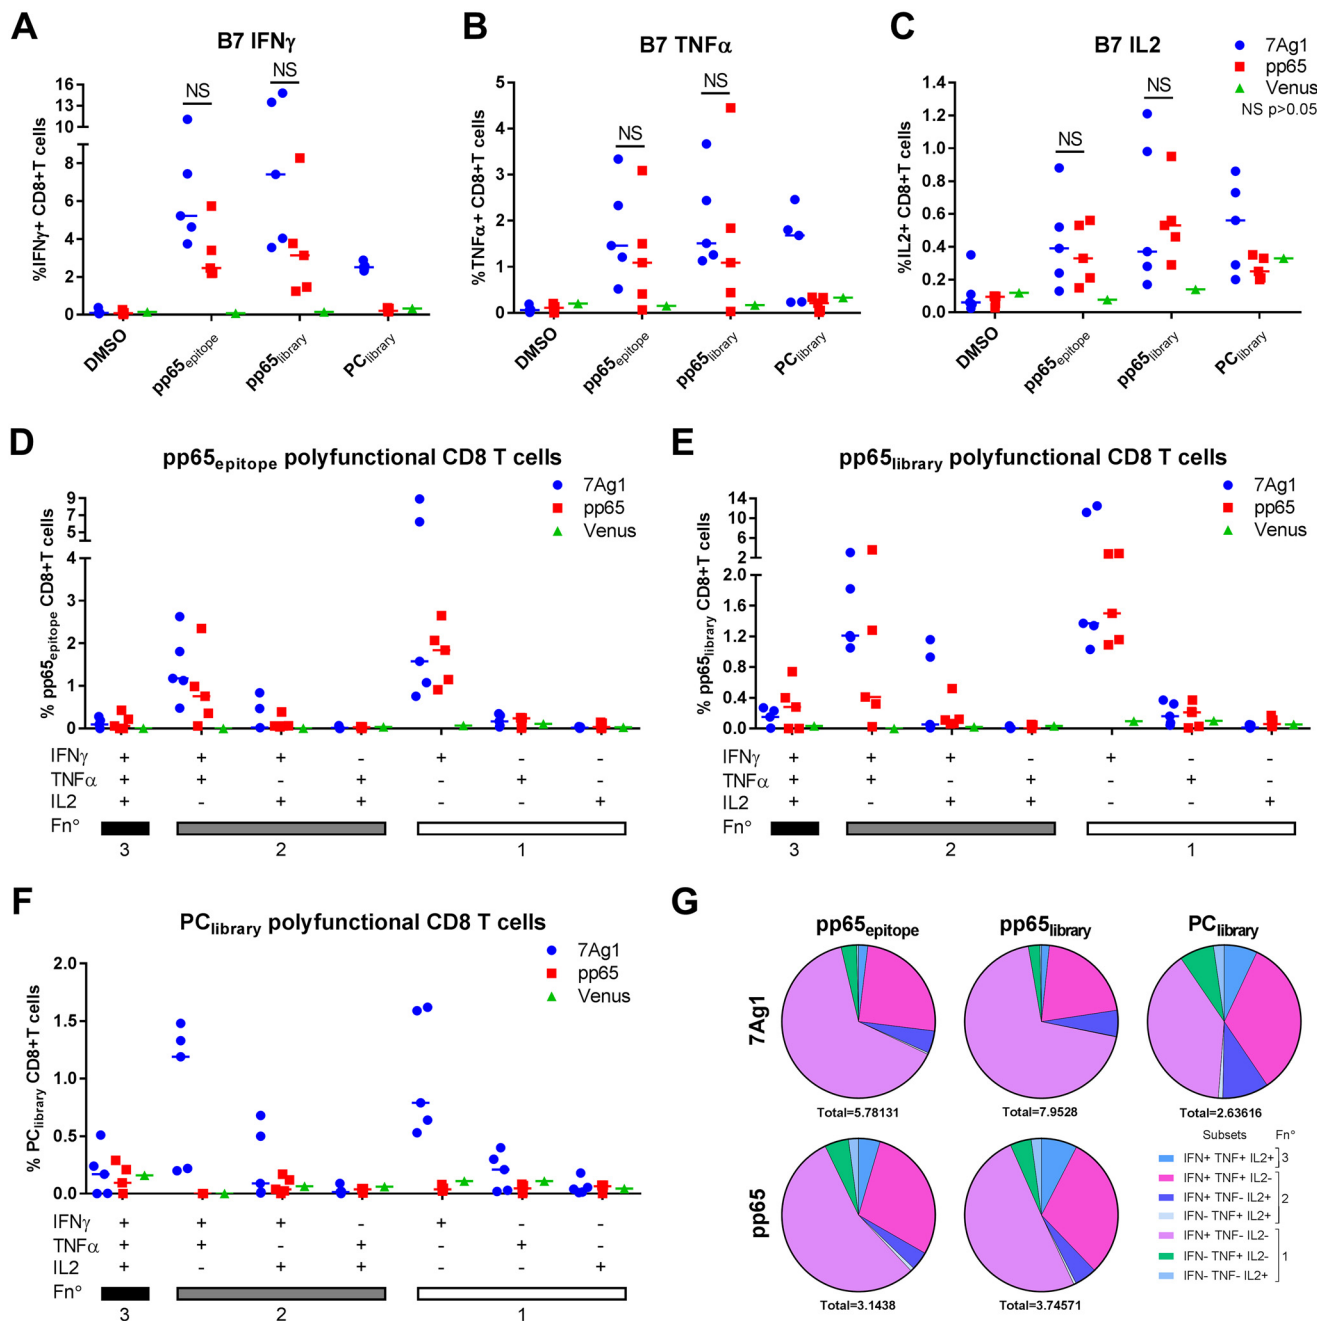 A
B7 IFNγ
%IFNγ+ CD8+T cells
16
13
10
8
6
4
2
0
NS
NS
DMSO
pp65epitope
pp65library
PClibrary
B
B7 TNFα
%TNFα+ CD8+T cells
5
4
3
2
1
0
NS
NS
DMSO
pp65epitope
pp65library
PClibrary
C
B7 IL2
%IL2+ CD8+T cells
1.4
1.2
1.0
0.8
0.6
0.4
0.2
0.0
NS
NS
DMSO
pp65epitope
pp65library
PClibrary
7Ag1
pp65
Venus
NS p>0.05
D
pp65epitope polyfunctional CD8 T cells
% pp65epitope CD8+T cells
9
7
5
4
3
2
1
0
7Ag1
pp65
Venus
IFNγ + + + - + - -
TNFα + + - + - + -
IL2 + - + + - - +
Fn°
3 2 1
E
pp65library polyfunctional CD8 T cells
% pp65library CD8+T cells
14
10
6
2
2.0
1.6
1.2
0.8
0.4
0.0
7Ag1
pp65
Venus
IFNγ + + + - + - -
TNFα + + - + - + -
IL2 + - + + - - +
Fn°
3 2 1
F
PClibrary polyfunctional CD8 T cells
% PClibrary CD8+T cells
2.0
1.5
1.0
0.5
0.0
7Ag1
pp65
Venus
IFNγ + + + - + - -
TNFα + + - + - + -
IL2 + - + + - - +
Fn°
3 2 1
G
pp65epitope pp65library PClibrary
7Ag1
Total=5.78131 Total=7.9528 Total=2.63616
pp65
Total=3.1438 Total=3.74571
Subsets Fn°
IFN+ TNF+ IL2+ 3
IFN+ TNF+ IL2-
IFN+ TNF- IL2+ 2
IFN- TNF+ IL2+
IFN+ TNF- IL2-
IFN- TNF+ IL2- 1
IFN- TNF- IL2+